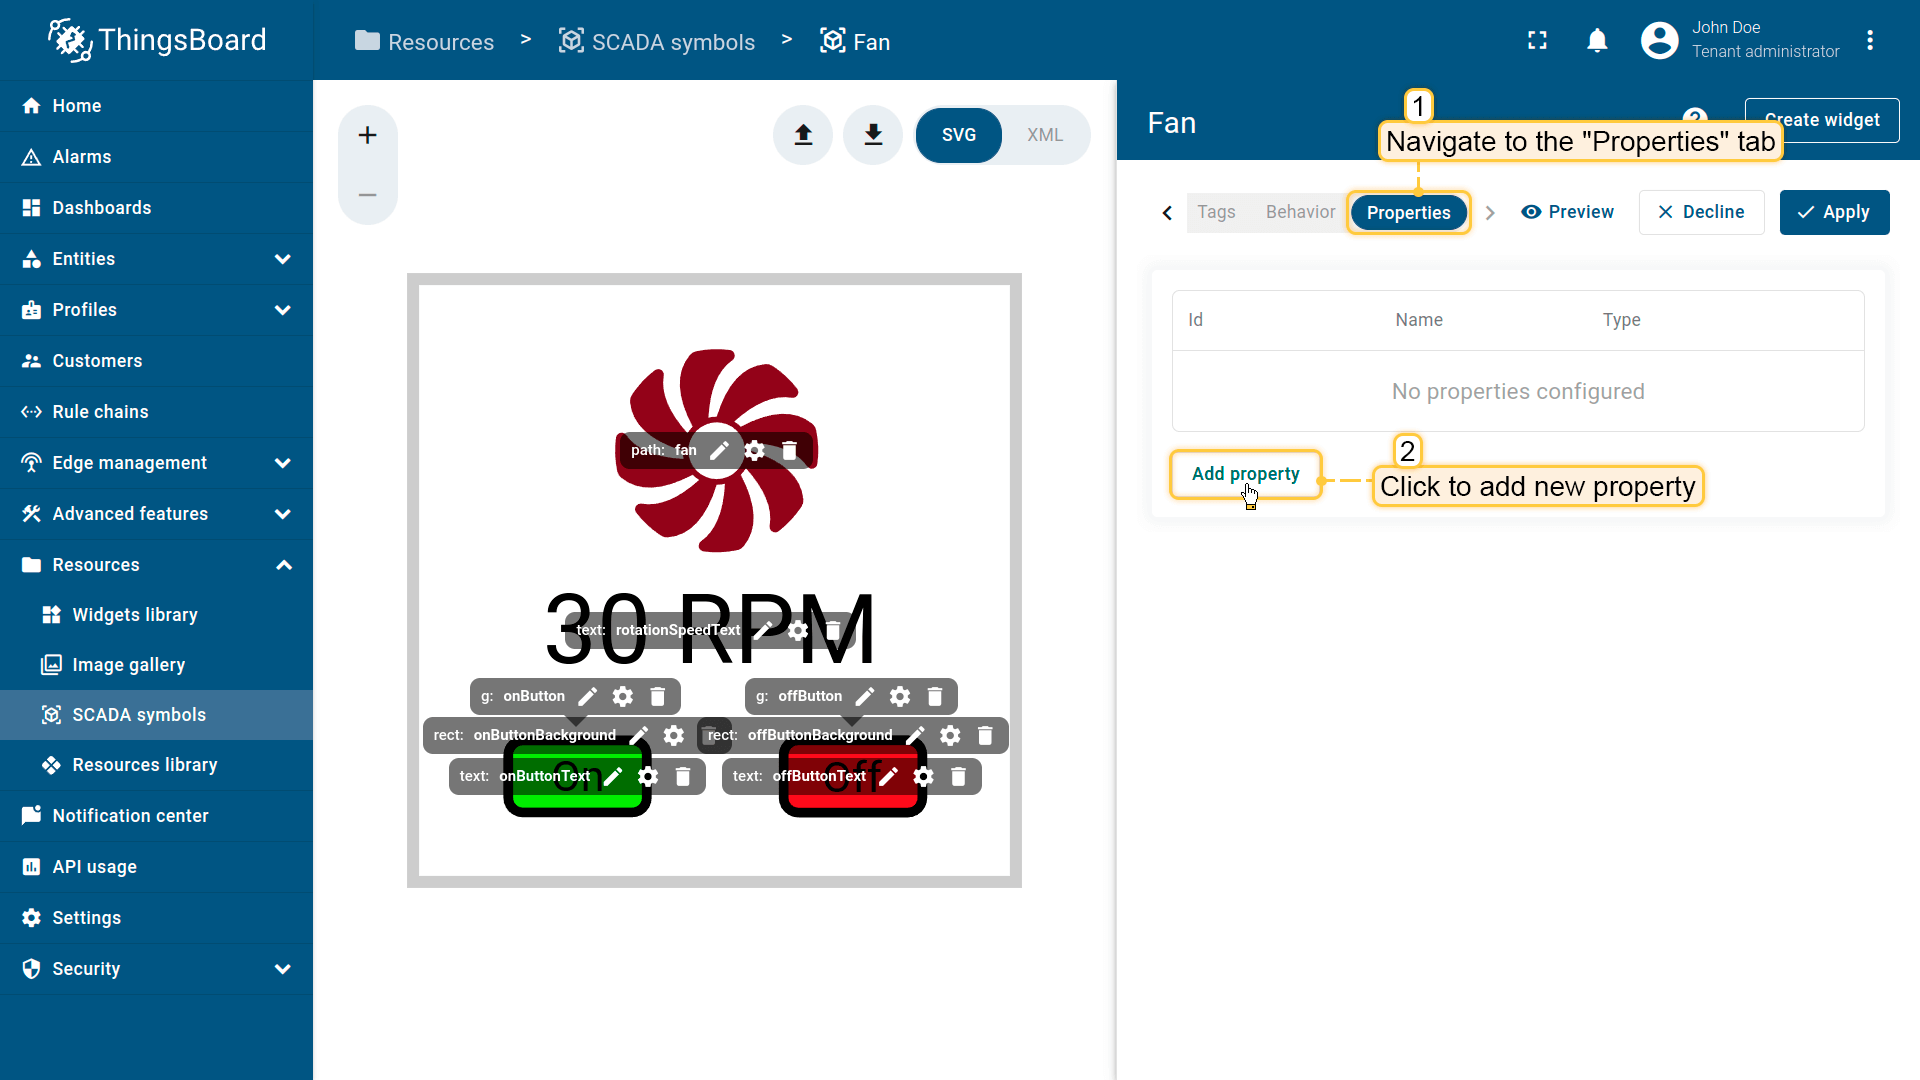 ThingsBoard
Resources > SCADA symbols > Fan
John Doe
Tenant administrator
Home
Alarms
Dashboards
Entities
Profiles
Customers
Rule chains
Edge management
Advanced features
Resources
Widgets library
Image gallery
SCADA symbols
Resources library
Notification center
API usage
Settings
Security
SVG XML
path: fan
30 RPM
text: rotationSpeedText
g: onButton
g: offButton
rect: onButtonBackground
rect: offButtonBackground
On
text: onButtonText
Off
text: offButtonText
Fan
Create widget
1
Navigate to the "Properties" tab
Tags Behavior Properties
Preview
Decline
Apply
Id Name Type
No properties configured
Add property
2
Click to add new property